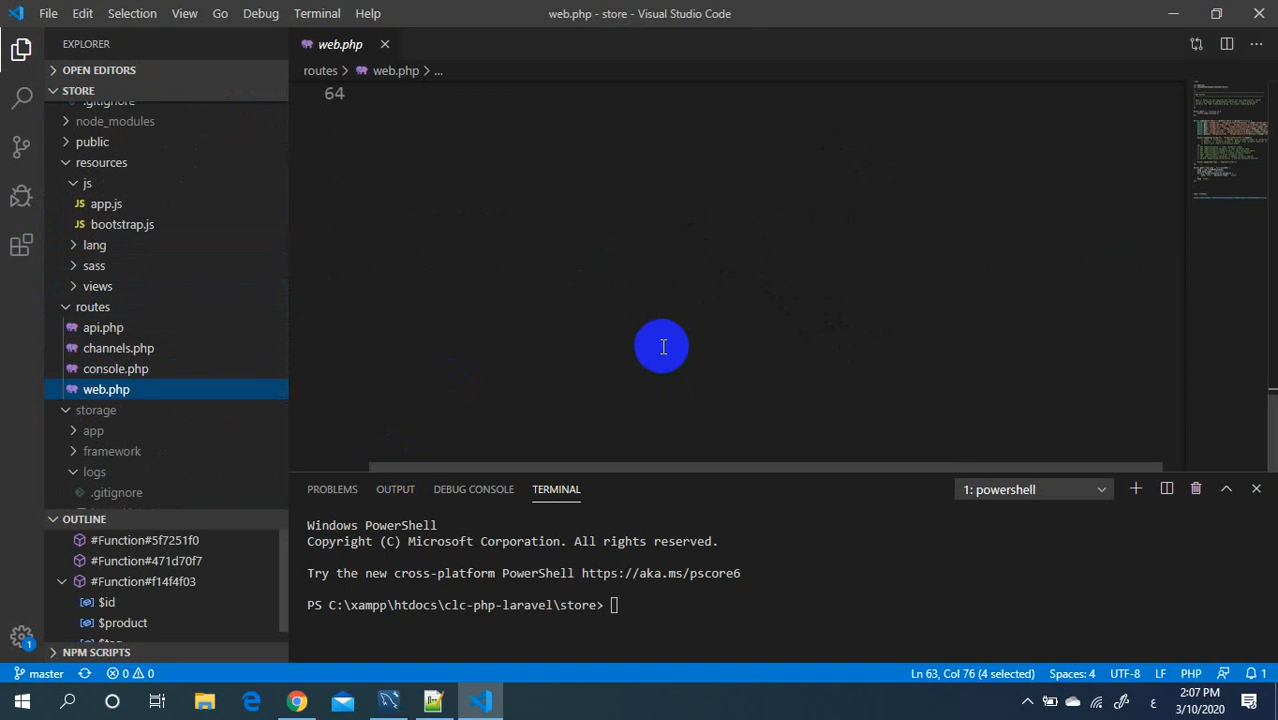 File Edit Selection View Go Debug Terminal Help
web.php - store - Visual Studio Code
EXPLORER
OPEN EDITORS
STORE
.gitignore
node_modules
public
resources
js
JS app.js
JS bootstrap.js
lang
sass
views
routes
api.php
channels.php
console.php
web.php
storage
app
framework
logs
.gitignore
OUTLINE
#Function#5f7251f0
#Function#471d70f7
#Function#f14f4f03
$id
$product
NPM SCRIPTS
web.php
routes > web.php > ...
64
PROBLEMS OUTPUT DEBUG CONSOLE TERMINAL
1: powershell
Windows PowerShell
Copyright (C) Microsoft Corporation. All rights reserved.
Try the new cross-platform PowerShell https://aka.ms/pscore6
PS C:\xampp\htdocs\clc-php-laravel\store>
1
master 0 0
Ln 63, Col 76 (4 selected) Spaces: 4 UTF-8 LF PHP 1
ع
2:07 PM
3/10/2020